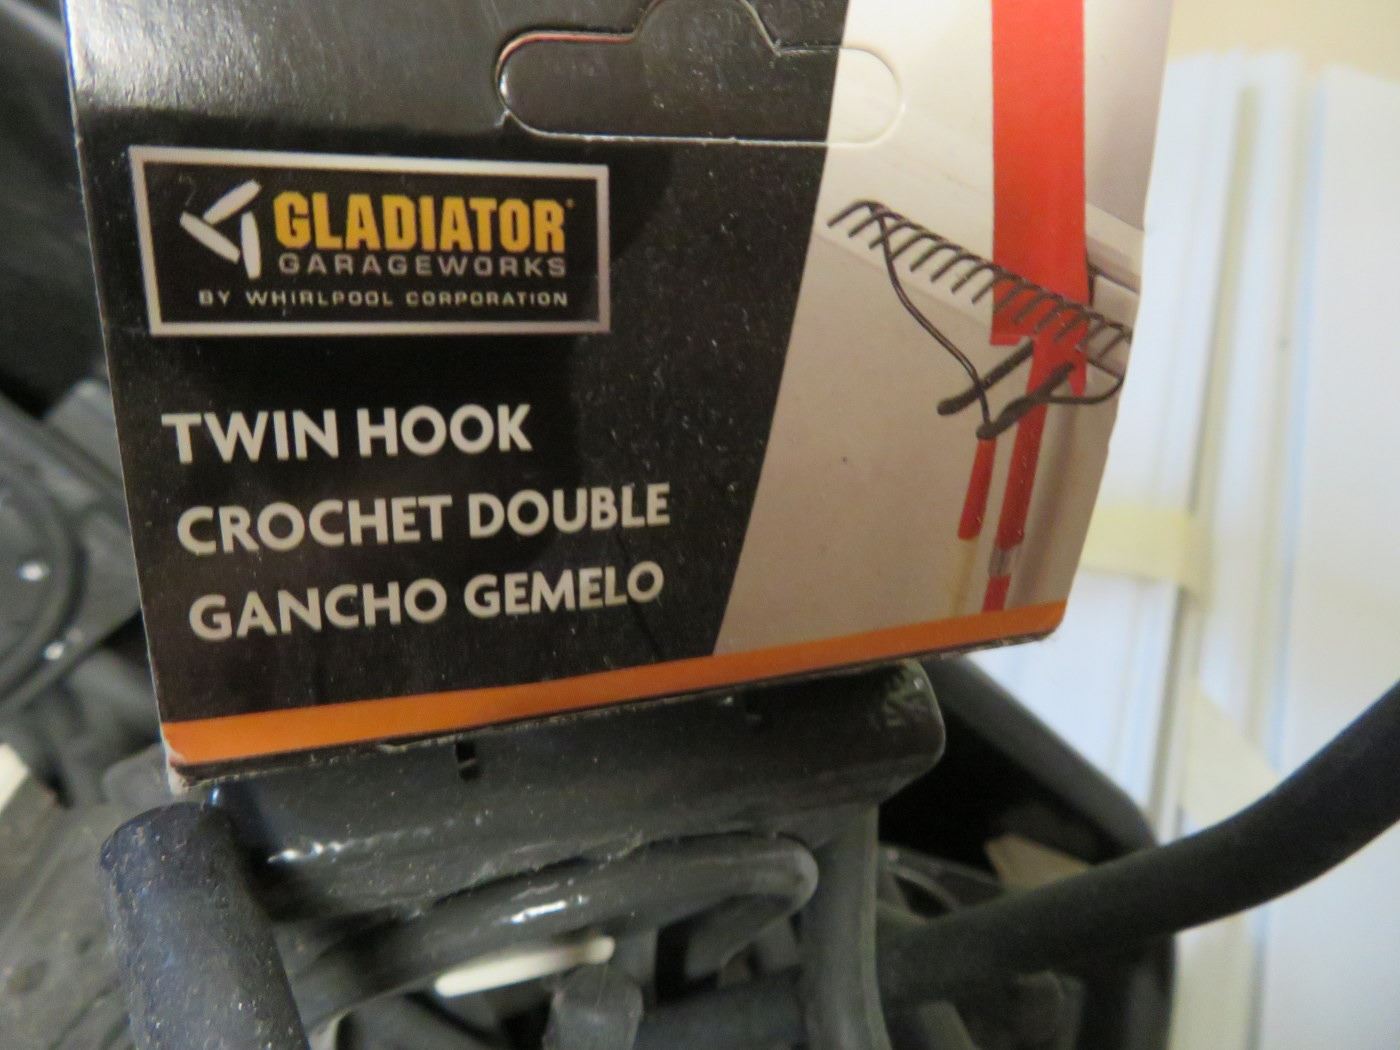 GLADIATOR
GARAGEWORKS
BY WHIRLPOOL CORPORATION
TWIN HOOK
CROCHET DOUBLE
GANCHO GEMELO